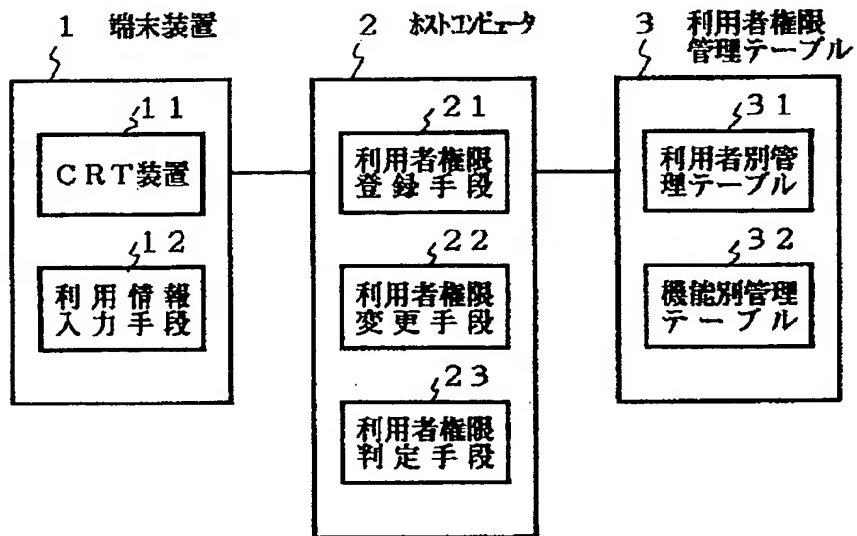 1 端末装置
11
CRT装置
12
利用情報
入力手段
2 ホストコンピュータ
21
利用者権限
登録手段
22
利用者権限
変更手段
23
利用者権限
判定手段
3 利用者権限
管理テーブル
31
利用者別管
理テーブル
32
機能別管理
テーブル